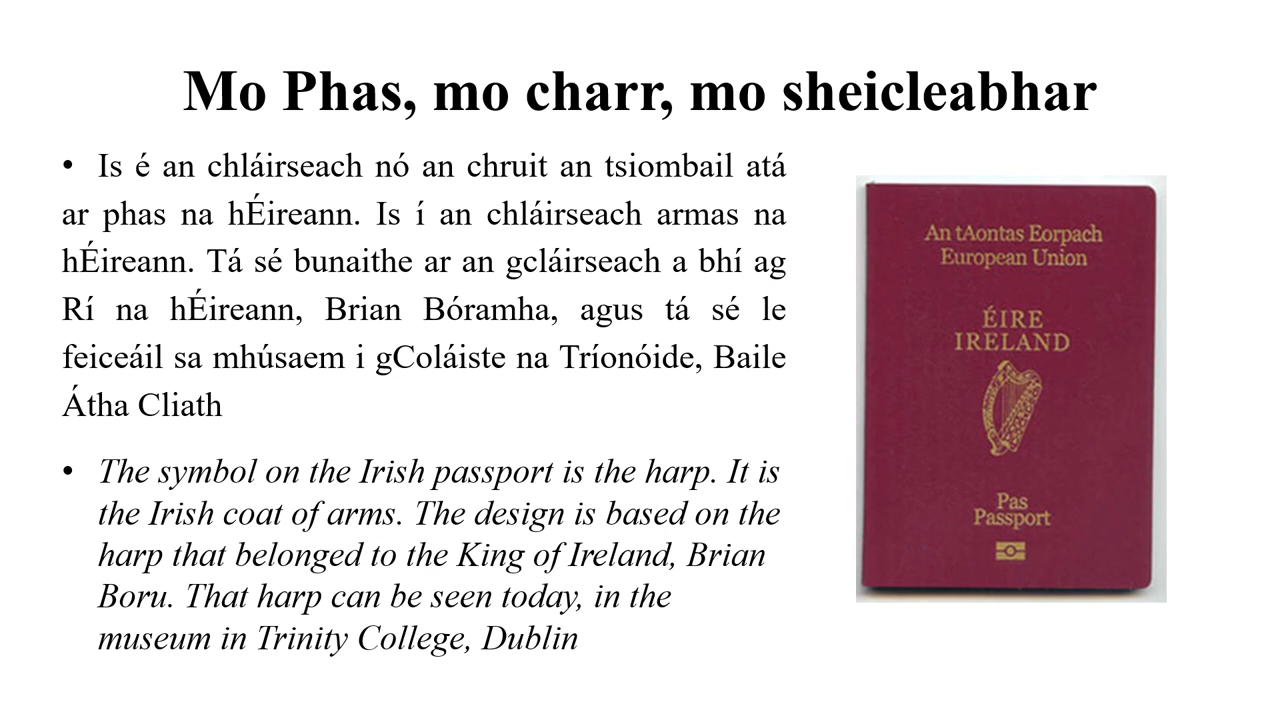 Mo Phas, mo charr, mo sheicleabhar
• Is é an chláirseach nó an chruit an tsiombail atá
ar phas na hÉireann. Is í an chláirseach armas na
hÉireann. Tá sé bunaithe ar an gcláirseach a bhí ag
Rí na hÉireann, Brian Bóramha, agus tá sé le
feiceáil sa mhúsaem i gColáiste na Tríonóide, Baile
Átha Cliath
• The symbol on the Irish passport is the harp. It is
the Irish coat of arms. The design is based on the
harp that belonged to the King of Ireland, Brian
Boru. That harp can be seen today, in the
museum in Trinity College, Dublin
An tAontas Eorpach
European Union
ÉIRE
IRELAND
Pas
Passport